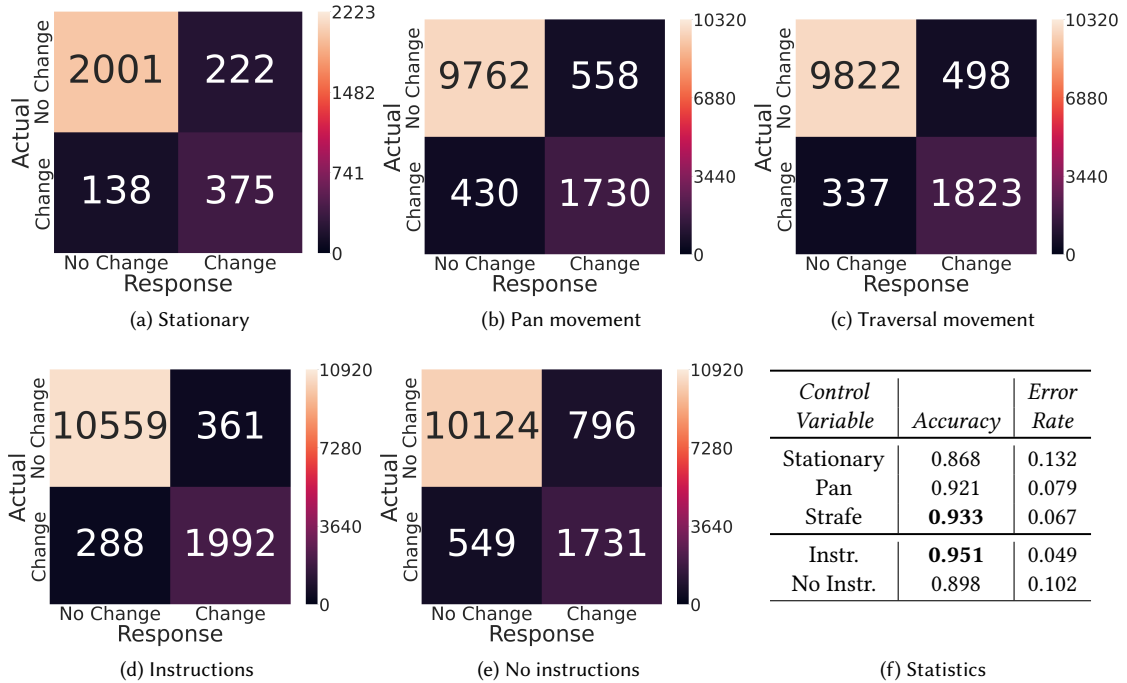 2001 222
138 375
Actual
No Change
Change
No Change Change
Response
2223
1482
741
0
(a) Stationary
9762 558
430 1730
Actual
No Change
Change
No Change Change
Response
10320
6880
3440
0
(b) Pan movement
9822 498
337 1823
Actual
No Change
Change
No Change Change
Response
10320
6880
3440
0
(c) Traversal movement
10559 361
288 1992
Actual
No Change
Change
No Change Change
Response
10920
7280
3640
0
(d) Instructions
10124 796
549 1731
Actual
No Change
Change
No Change Change
Response
10920
7280
3640
0
(e) No instructions
Control Error
Variable Accuracy Rate
Stationary 0.868 0.132
Pan 0.921 0.079
Strafe 0.933 0.067
Instr. 0.951 0.049
No Instr. 0.898 0.102
(f) Statistics